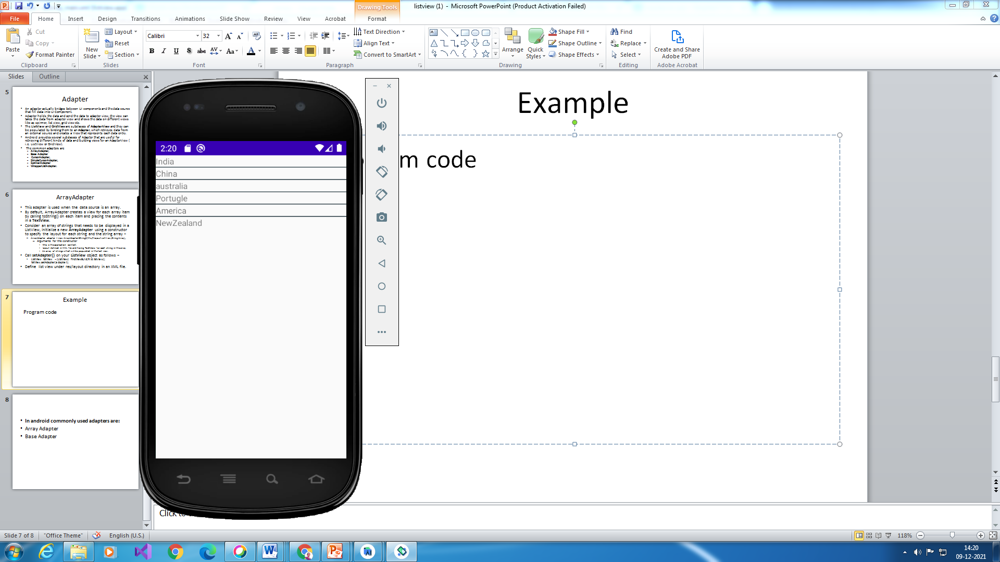 listview (1) - Microsoft PowerPoint (Product Activation Failed)
Drawing Tools
File Home Insert Design Transitions Animations Slide Show Review View Acrobat Format
Paste
Cut
Copy
Format Painter
Clipboard
New Slide
Layout
Reset
Section
Slides
Calibri 32
Font
Text Direction
Align Text
Convert to SmartArt
Paragraph
Arrange
Quick Styles
Shape Fill
Shape Outline
Shape Effects
Drawing
Find
Replace
Select
Editing
Create and Share
Adobe PDF
Adobe Acrobat
Slides Outline
5
Adapter
• An adapter actually bridges between UI components and the data source
that fill data into UI Component.
• Adapter holds the data and send the data to adapter view, the view can
takes the data from adapter view and shows the data on different views
like as spinner, list view, grid view etc.
• The ListView and GridView are subclasses of AdapterView and they can
be populated by binding them to an Adapter, which retrieves data from
an external source and creates a View that represents each data entry.
• Android provides several subclasses of Adapter that are useful for
retrieving different kinds of data and building views for an AdapterView (
i.e. ListView or GridView).
• The common adapters are
– ArrayAdapter,
– Base Adapter
– CursorAdapter,
– SimpleCursorAdapter,
– SpinnerAdapter
– WrapperListAdapter.
6
ArrayAdapter
• This adapter is used when the data source is an array.
• By default, ArrayAdapter creates a view for each array item
by calling toString() on each item and placing the contents
in a TextView.
• Consider an array of strings that needs to be displayed in a
ListView, initialize a new ArrayAdapter using a constructor
to specify the layout for each string and the string array –
– Arguments for this constructor
• Call setAdapter() on your ListView object as follows –
• ListView listView = (ListView) findViewById(R.id.listview);
listView.setAdapter(adapter);
• Define list view under res/layout directory in an XML file.
7
Example
Program code
8
• In android commonly used adapters are:
• Array Adapter
• Base Adapter
2:20
India
China
australia
Portugle
America
NewZealand
Example
m code
Click to
Slide 7 of 8 "Office Theme" English (U.S.) 118%
14:20
09-12-2021